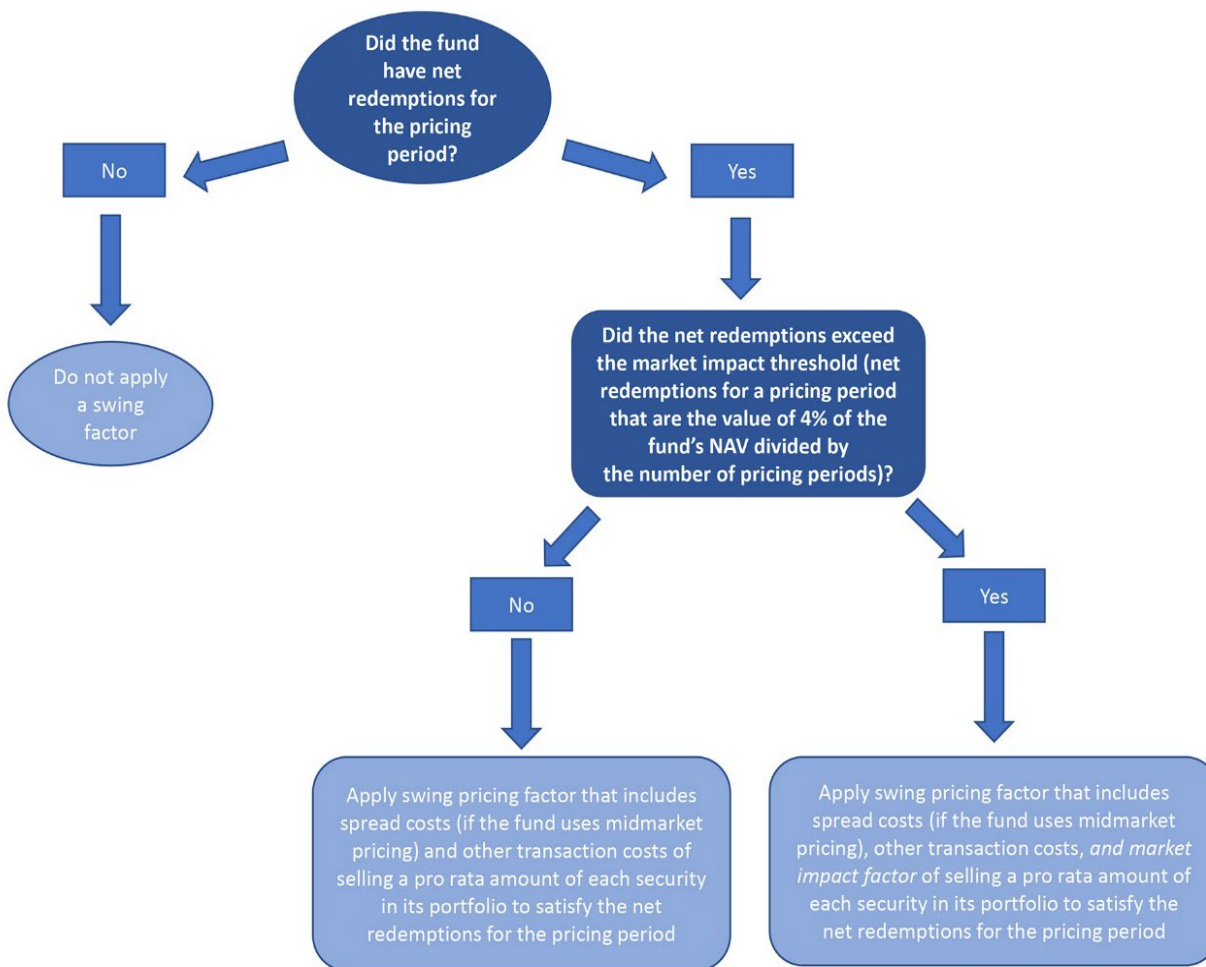 Did the fund
have net
redemptions for
the pricing
period?
No
Yes
Do not apply
a swing
factor
Did the net redemptions exceed
the market impact threshold (net
redemptions for a pricing period
that are the value of 4% of the
fund’s NAV divided by
the number of pricing periods)?
No
Yes
Apply swing pricing factor that includes
spread costs (if the fund uses midmarket
pricing) and other transaction costs of
selling a pro rata amount of each security
in its portfolio to satisfy the net
redemptions for the pricing period
Apply swing pricing factor that includes
spread costs (if the fund uses midmarket
pricing), other transaction costs, and market
impact factor of selling a pro rata amount of
each security in its portfolio to satisfy the
net redemptions for the pricing period